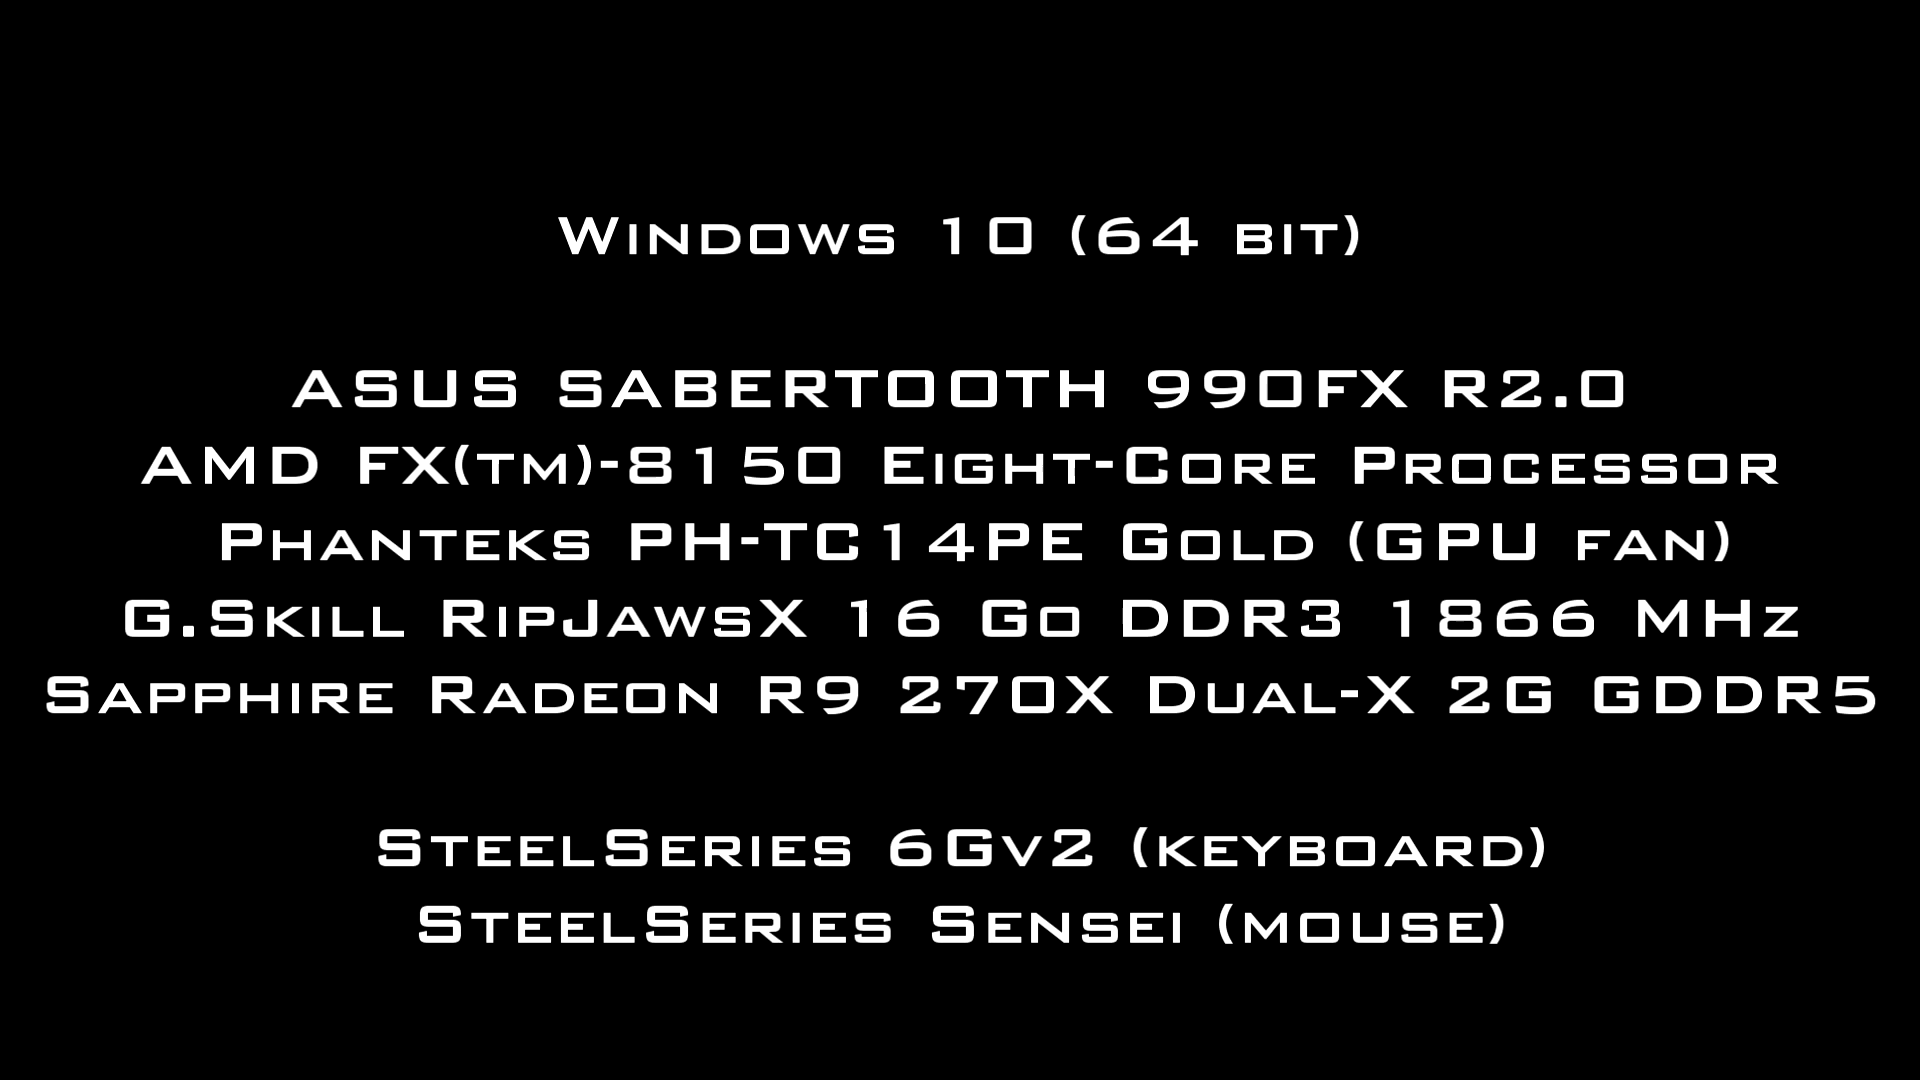 Windows 10 (64 bit)
ASUS SABERTOOTH 990FX R2.0
AMD FX(tm)-8150 Eight-Core Processor
Phanteks PH-TC14PE Gold (GPU fan)
G.Skill RipJawsX 16 Go DDR3 1866 MHz
Sapphire Radeon R9 270X Dual-X 2G GDDR5
SteelSeries 6Gv2 (keyboard)
SteelSeries Sensei (mouse)